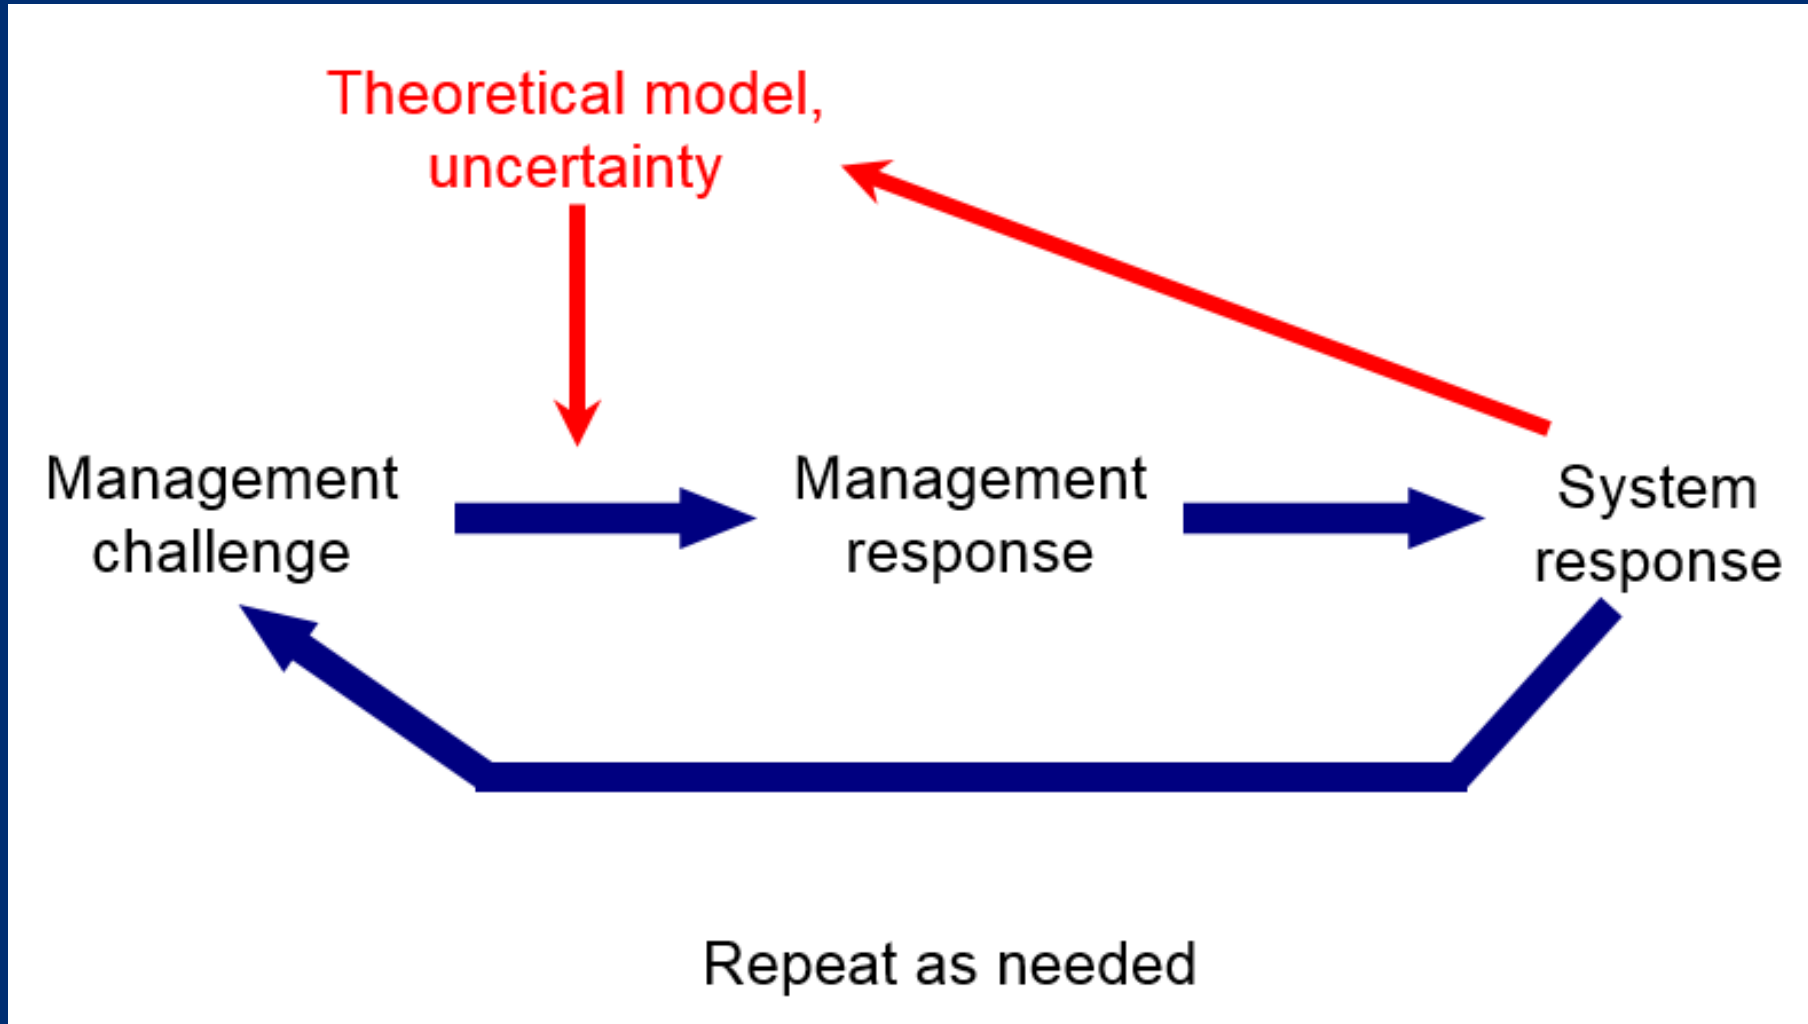 Theoretical model,
uncertainty
Management
challenge
Management
response
System
response
Repeat as needed